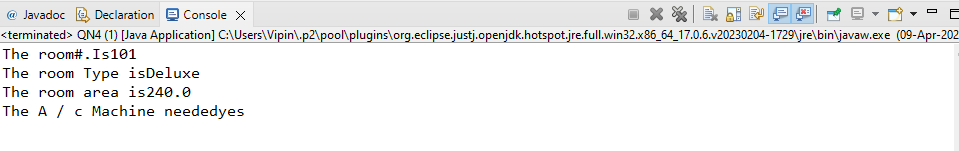 @ Javadoc Declaration Console
<terminated> QN4 (1) [Java Application] C:\Users\Vipin\.p2\pool\plugins\org.eclipse.justj.openjdk.hotspot.jre.full.win32.x86_64_17.0.6.v20230204-1729\jre\bin\javaw.exe (09-Apr-202
The room#.Is101
The room Type isDeluxe
The room area is240.0
The A / c Machine neededyes